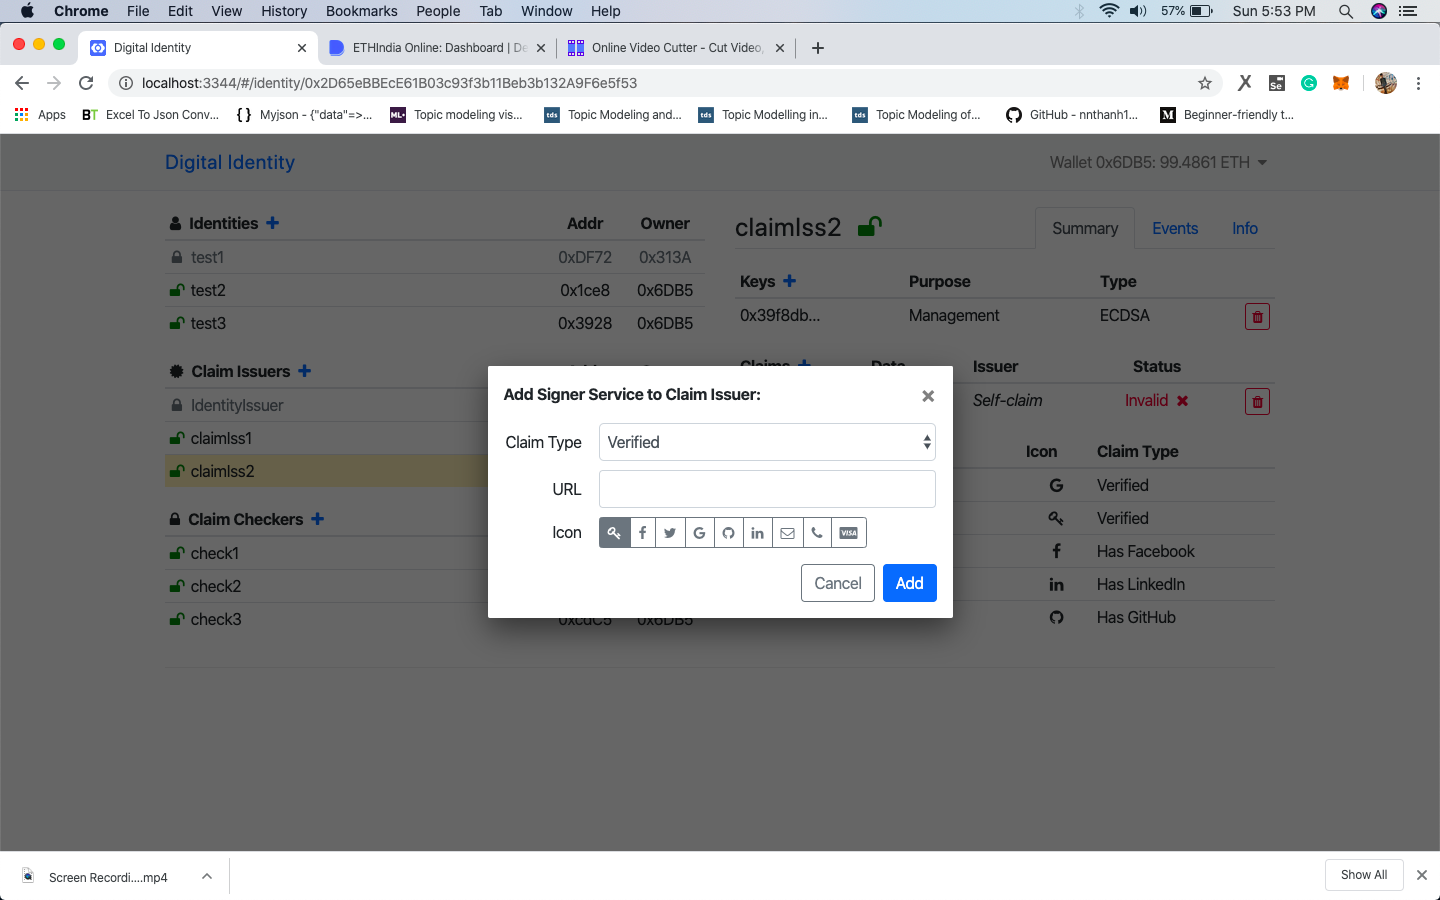 Chrome File Edit View History Bookmarks People Tab Window Help 57% Sun 5:53 PM
Digital Identity ETHIndia Online: Dashboard | De Online Video Cutter - Cut Video,
localhost:3344/#/identity/0x2D65eBBEcE61B03c93f3b11Beb3b132A9F6e5f53 X Se
Apps BT Excel To Json Conv... { } Myjson - {"data"=>... ML+ Topic modeling vis... tds Topic Modeling and... tds Topic Modelling in... tds Topic Modeling of... GitHub - nnthanh1... M Beginner-friendly t...
Digital Identity Wallet 0x6DB5: 99.4861 ETH
Identities Addr Owner
test1 0xDF72 0x313A
test2 0x1ce8 0x6DB5
test3 0x3928 0x6DB5
Claim Issuers
IdentityIssuer
claimIss1
claimIss2
Claim Checkers
check1
check2
check3 0xcdC5 0x6DB5
claimIss2 Summary Events Info
Keys Purpose Type
0x39f8db... Management ECDSA
Claims Data Issuer Status
Self-claim Invalid
Icon Claim Type
Verified
Verified
Has Facebook
Has LinkedIn
Has GitHub
Add Signer Service to Claim Issuer:
Claim Type Verified
URL
Icon VISA
Cancel Add
Screen Recordi....mp4 Show All